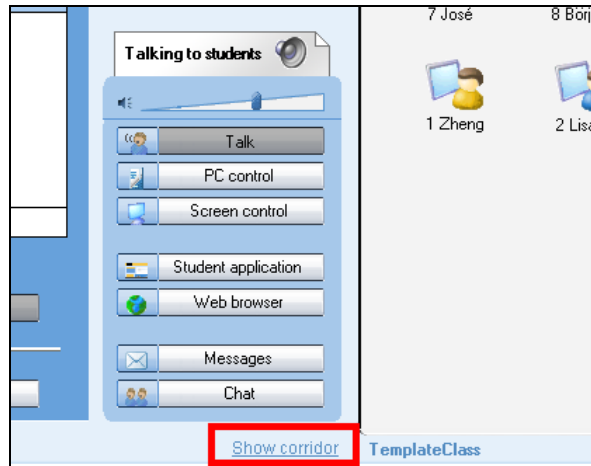 7 José
8 Börj
Talking to students
1 Zheng
2 Lisa
Talk
PC control
Screen control
Student application
Web browser
Messages
Chat
Show corridor
TemplateClass